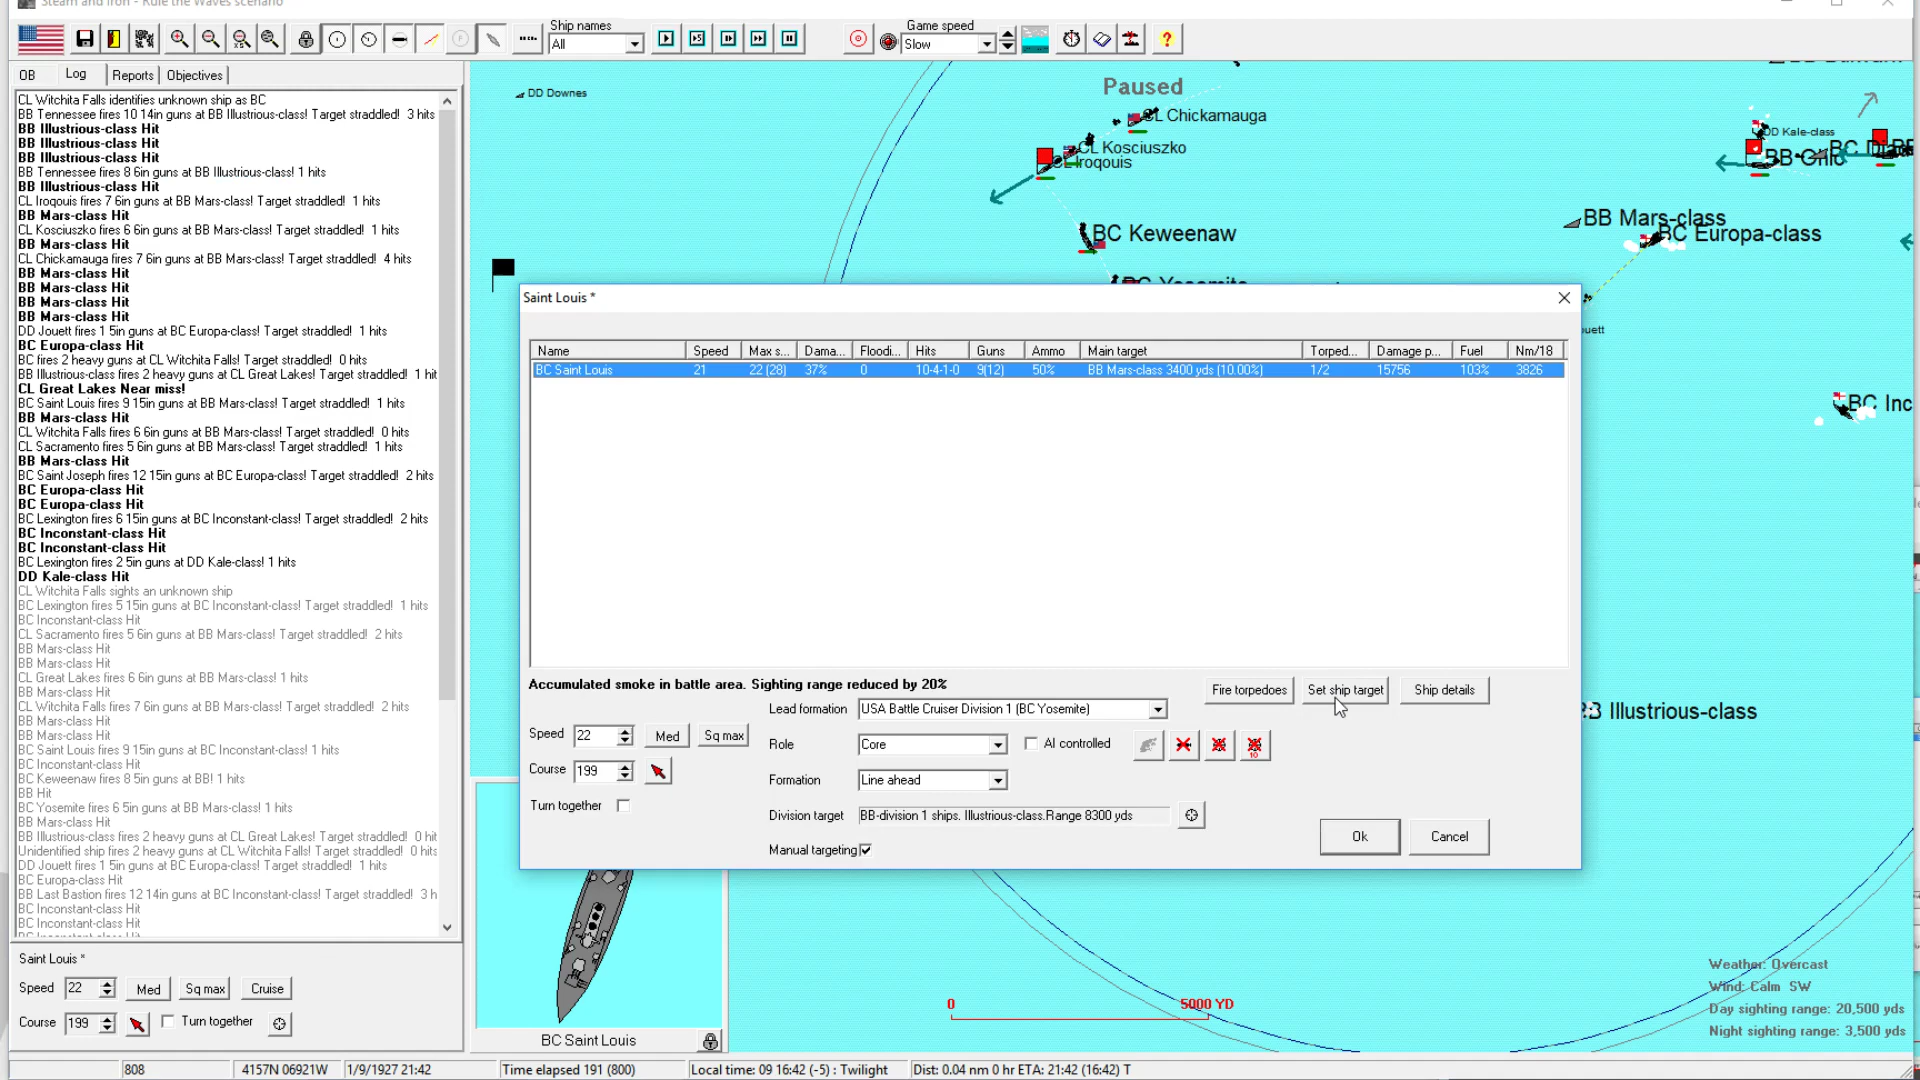 Steam and Iron - Rule the Waves scenario
Ship names
All
Game speed
Slow
OB
Log
Reports
Objectives
CL Witchita Falls identifies unknown ship as BC
BB Tennessee fires 10 14in guns at BB Illustrious-class! Target straddled! 3 hits
BB Illustrious-class Hit
BB Illustrious-class Hit
BB Illustrious-class Hit
BB Tennessee fires 8 6in guns at BB Illustrious-class! 1 hits
BB Illustrious-class Hit
CL Iroquois fires 7 6in guns at BB Mars-class! Target straddled! 1 hits
BB Mars-class Hit
CL Kosciuszko fires 6 6in guns at BB Mars-class! Target straddled! 1 hits
BB Mars-class Hit
CL Chickamauga fires 7 6in guns at BB Mars-class! Target straddled! 4 hits
BB Mars-class Hit
BB Mars-class Hit
BB Mars-class Hit
BB Mars-class Hit
DD Jouett fires 1 5in guns at BC Europa-class! Target straddled! 1 hits
BC Europa-class Hit
BC fires 2 heavy guns at CL Witchita Falls! Target straddled! 0 hits
BB Illustrious-class fires 2 heavy guns at CL Great Lakes! Target straddled! 1 hit
CL Great Lakes Near miss!
BC Saint Louis fires 9 15in guns at BB Mars-class! Target straddled! 1 hits
BB Mars-class Hit
CL Witchita Falls fires 6 6in guns at BB Mars-class! Target straddled! 0 hits
CL Sacramento fires 5 6in guns at BB Mars-class! Target straddled! 1 hits
BB Mars-class Hit
BC Saint Joseph fires 12 15in guns at BC Europa-class! Target straddled! 2 hits
BC Europa-class Hit
BC Europa-class Hit
BC Lexington fires 6 15in guns at BC Inconstant-class! Target straddled! 2 hits
BC Inconstant-class Hit
BC Inconstant-class Hit
BC Lexington fires 2 5in guns at DD Kale-class! 1 hits
DD Kale-class Hit
CL Witchita Falls sights an unknown ship
BC Lexington fires 5 15in guns at BC Inconstant-class! Target straddled! 1 hits
BC Inconstant-class Hit
CL Sacramento fires 5 6in guns at BB Mars-class! Target straddled! 2 hits
BB Mars-class Hit
BB Mars-class Hit
CL Great Lakes fires 6 6in guns at BB Mars-class! 1 hits
BB Mars-class Hit
CL Witchita Falls fires 7 6in guns at BB Mars-class! Target straddled! 2 hits
BB Mars-class Hit
BB Mars-class Hit
BC Saint Louis fires 9 15in guns at BC Inconstant-class! 1 hits
BC Inconstant-class Hit
BC Keweenaw fires 8 5in guns at BB! 1 hits
BB Hit
BC Yosemite fires 6 5in guns at BB Mars-class! 1 hits
BB Mars-class Hit
BB Illustrious-class fires 2 heavy guns at CL Great Lakes! Target straddled! 0 hit
Unidentified ship fires 2 heavy guns at CL Witchita Falls! Target straddled! 0 hits
DD Jouett fires 1 5in guns at BC Europa-class! Target straddled! 1 hits
BC Europa-class Hit
BB Last Bastion fires 12 14in guns at BC Inconstant-class! Target straddled! 3 h
BC Inconstant-class Hit
BC Inconstant-class Hit
Saint Louis *
Speed 22 Med Sq max Cruise
Course 199 Turn together
DD Downes
Paused
CL Chickamauga
CL Kosciuszko
CL Iroquois
BC Keweenaw
DD Kale-class
BB Ohio
BB Mars-class
BC Europa-class
BC Inc
BB Illustrious-class
Saint Louis *
Name Speed Max s... Dama... Floodi... Hits Guns Ammo Main target Torped... Damage p... Fuel Nm/18
BC Saint Louis 21 22 (28) 37% 0 10-4-1-0 9(12) 50% BB Mars-class 3400 yds (10.00%) 1/2 15756 103% 3826
Accumulated smoke in battle area. Sighting range reduced by 20%
Fire torpedoes Set ship target Ship details
Lead formation USA Battle Cruiser Division 1 (BC Yosemite)
Speed 22 Med Sq max
Role Core AI controlled
10
Course 199
Formation Line ahead
Turn together
Division target BB-division 1 ships. Illustrious-class.Range 8300 yds
Ok Cancel
Manual targeting
BC Saint Louis
0 5000 YD
Weather: Overcast
Wind: Calm SW
Day sighting range: 20,500 yds
Night sighting range: 3,500 yds
808 4157N 06921W 1/9/1927 21:42 Time elapsed 191 (800) Local time: 09 16:42 (-5) : Twilight Dist: 0.04 nm 0 hr ETA: 21:42 (16:42) T